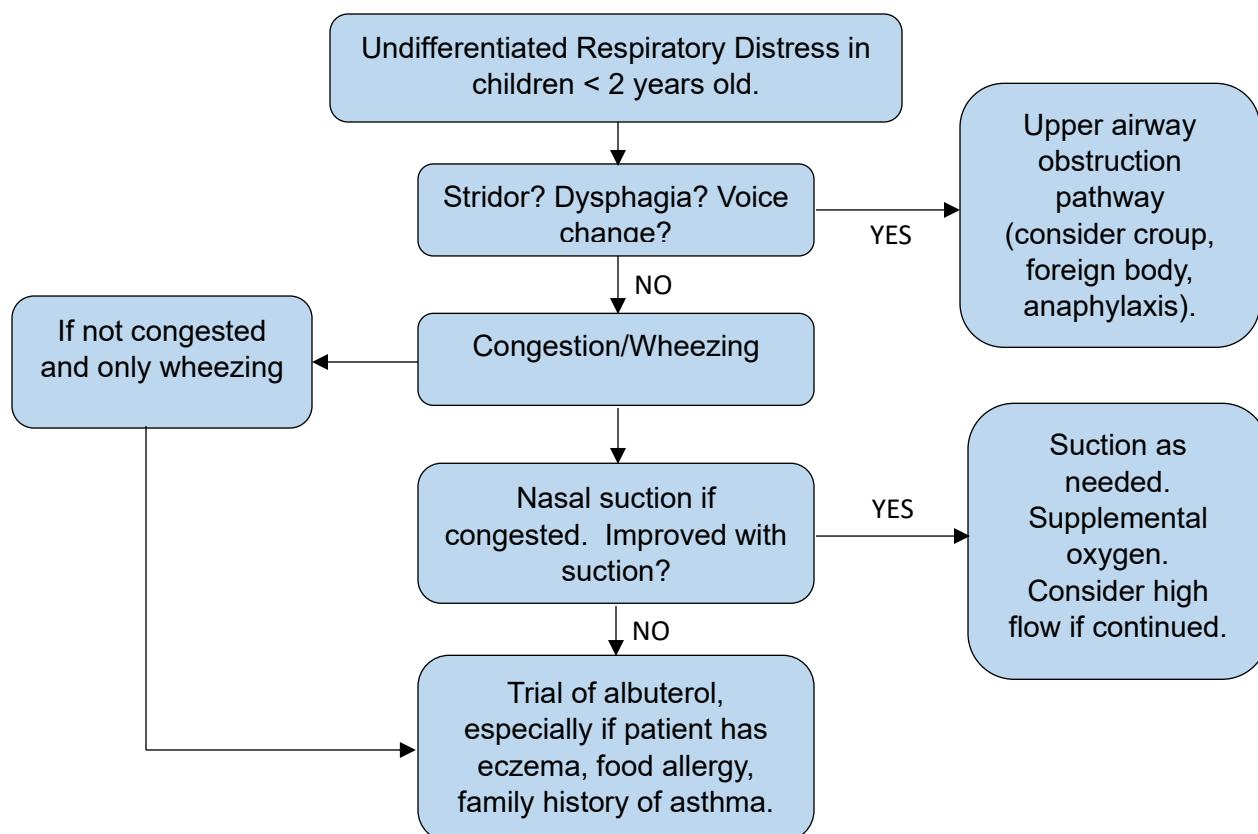 Undifferentiated Respiratory Distress in
children < 2 years old.
Stridor? Dysphagia? Voice
change?
YES
Upper airway
obstruction
pathway
(consider croup,
foreign body,
anaphylaxis).
NO
If not congested
and only wheezing
Congestion/Wheezing
Nasal suction if
congested.  Improved with
suction?
YES
Suction as
needed.
Supplemental
oxygen.
Consider high
flow if continued.
NO
Trial of albuterol,
especially if patient has
eczema, food allergy,
family history of asthma.